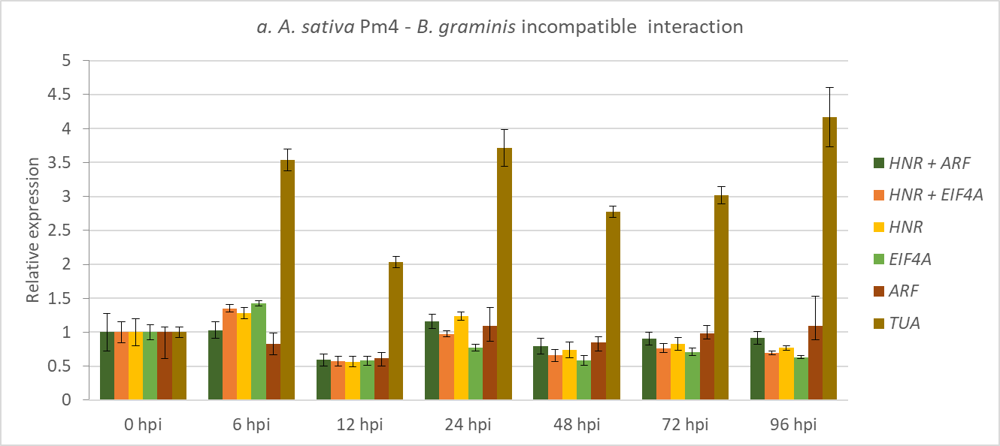 a. A. sativa Pm4 - B. graminis incompatible interaction
Relative expression
5
4.5
4
3.5
3
2.5
2
1.5
1
0.5
0
0 hpi 6 hpi 12 hpi 24 hpi 48 hpi 72 hpi 96 hpi
HNR + ARF
HNR + EIF4A
HNR
EIF4A
ARF
TUA